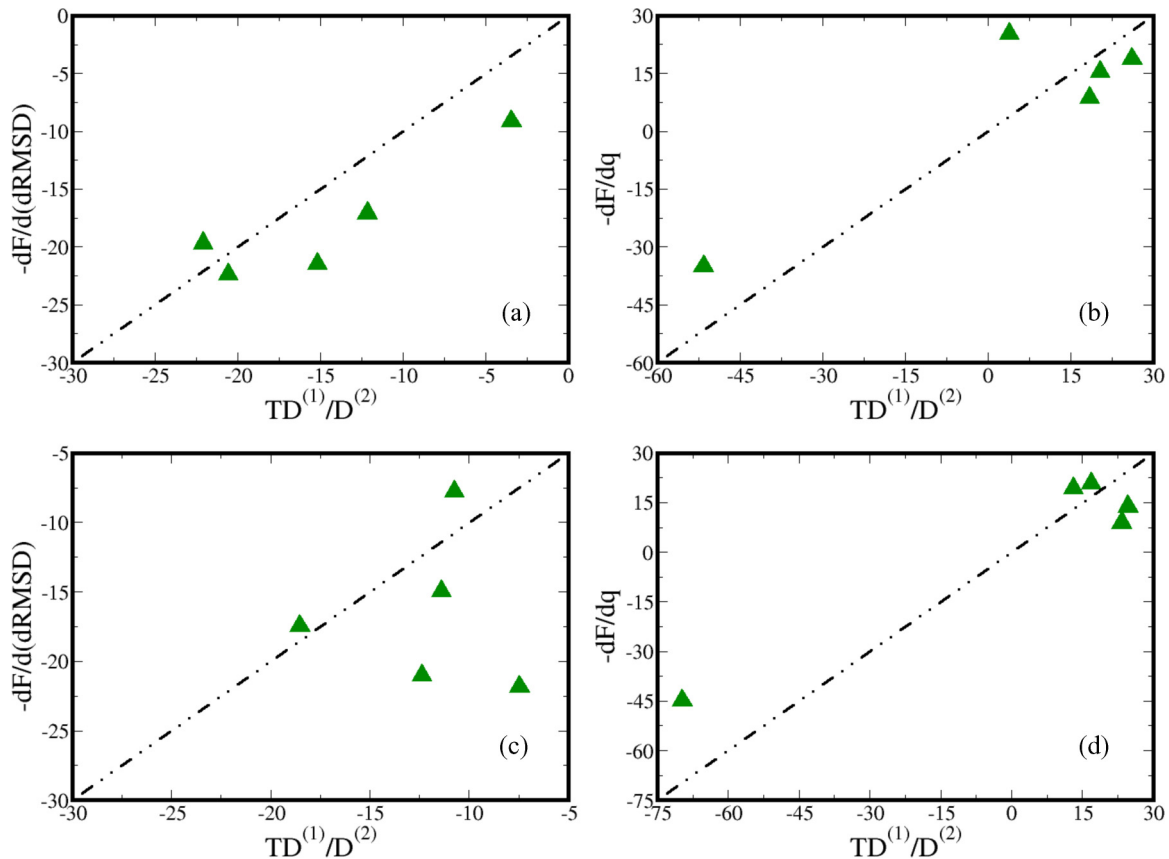 0
-5
-10
-15
-20
-25
-30
-30 -25 -20 -15 -10 -5 0
-dF/d(dRMSD)
TD(1)/D(2)
(a)
30
15
0
-15
-30
-45
-60
-60 -45 -30 -15 0 15 30
-dF/dq
TD(1)/D(2)
(b)
-5
-10
-15
-20
-25
-30
-30 -25 -20 -15 -10 -5
-dF/d(dRMSD)
TD(1)/D(2)
(c)
30
15
0
-15
-30
-45
-60
-75
-75 -60 -45 -30 -15 0 15 30
-dF/dq
TD(1)/D(2)
(d)